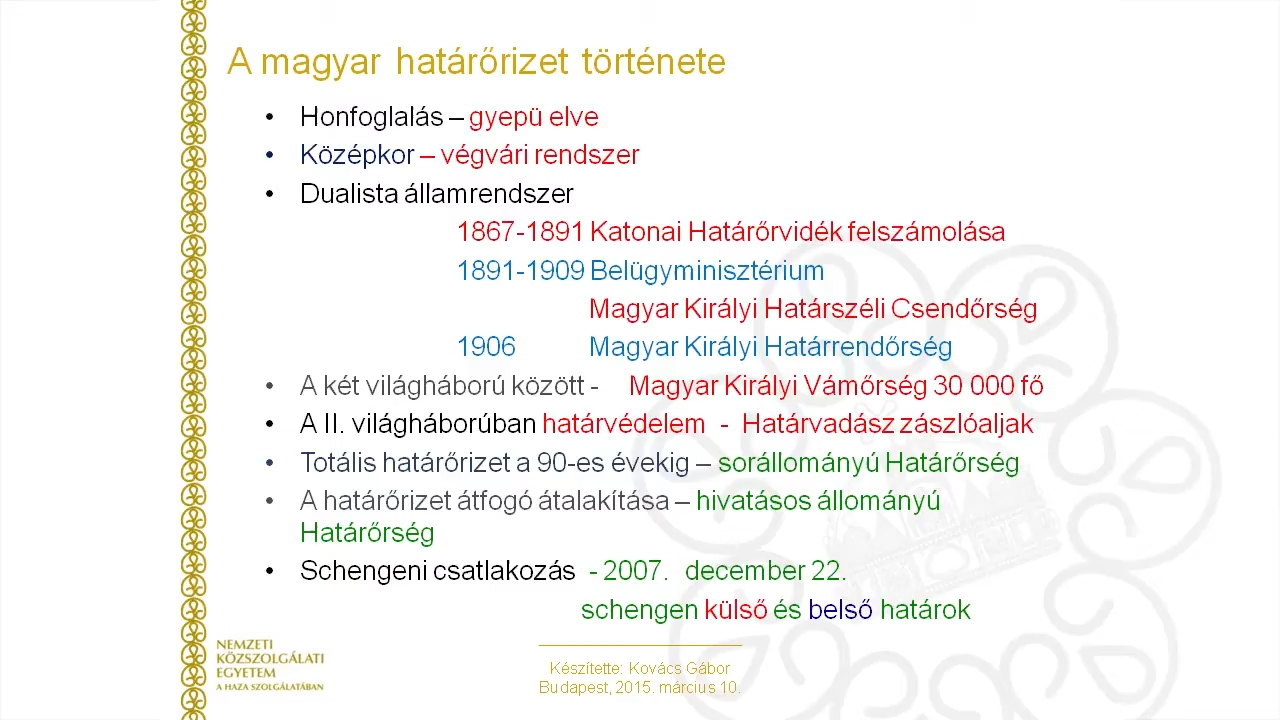 A magyar határőrizet története
• Honfoglalás – gyepü elve
• Középkor – végvári rendszer
• Dualista államrendszer
1867-1891 Katonai Határőrvidék felszámolása
1891-1909 Belügyminisztérium
Magyar Királyi Határszéli Csendőrség
1906 Magyar Királyi Határrendőrség
• A két világháború között - Magyar Királyi Vámőrség 30 000 fő
• A II. világháborúban határvédelem - Határvadász zászlóaljak
• Totális határőrizet a 90-es évekig – sorállományú Határőrség
• A határőrizet átfogó átalakítása – hivatásos állományú
Határőrség
• Schengeni csatlakozás - 2007. december 22.
schengen külső és belső határok
NEMZETI
KÖZSZOLGÁLATI
EGYETEM
A HAZA SZOLGÁLATÁBAN
Készítette: Kovács Gábor
Budapest, 2015. március 10.